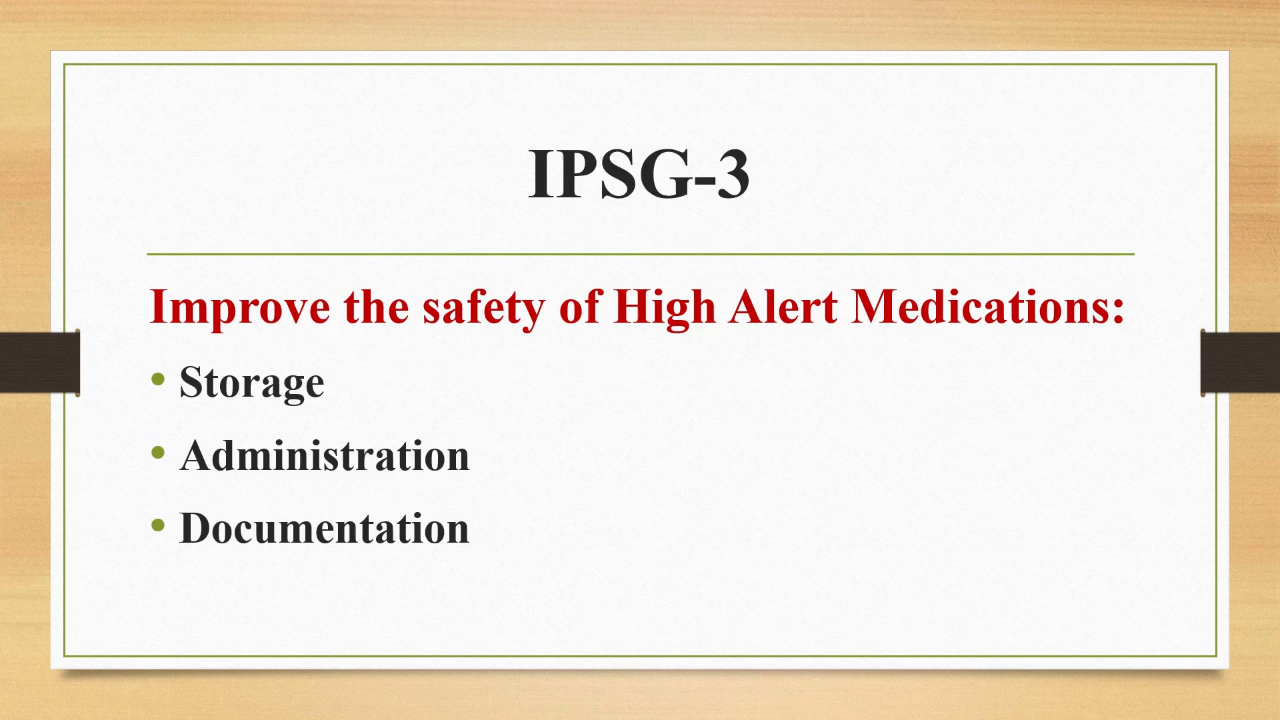 IPSG-3
Improve the safety of High Alert Medications:
• Storage
• Administration
• Documentation